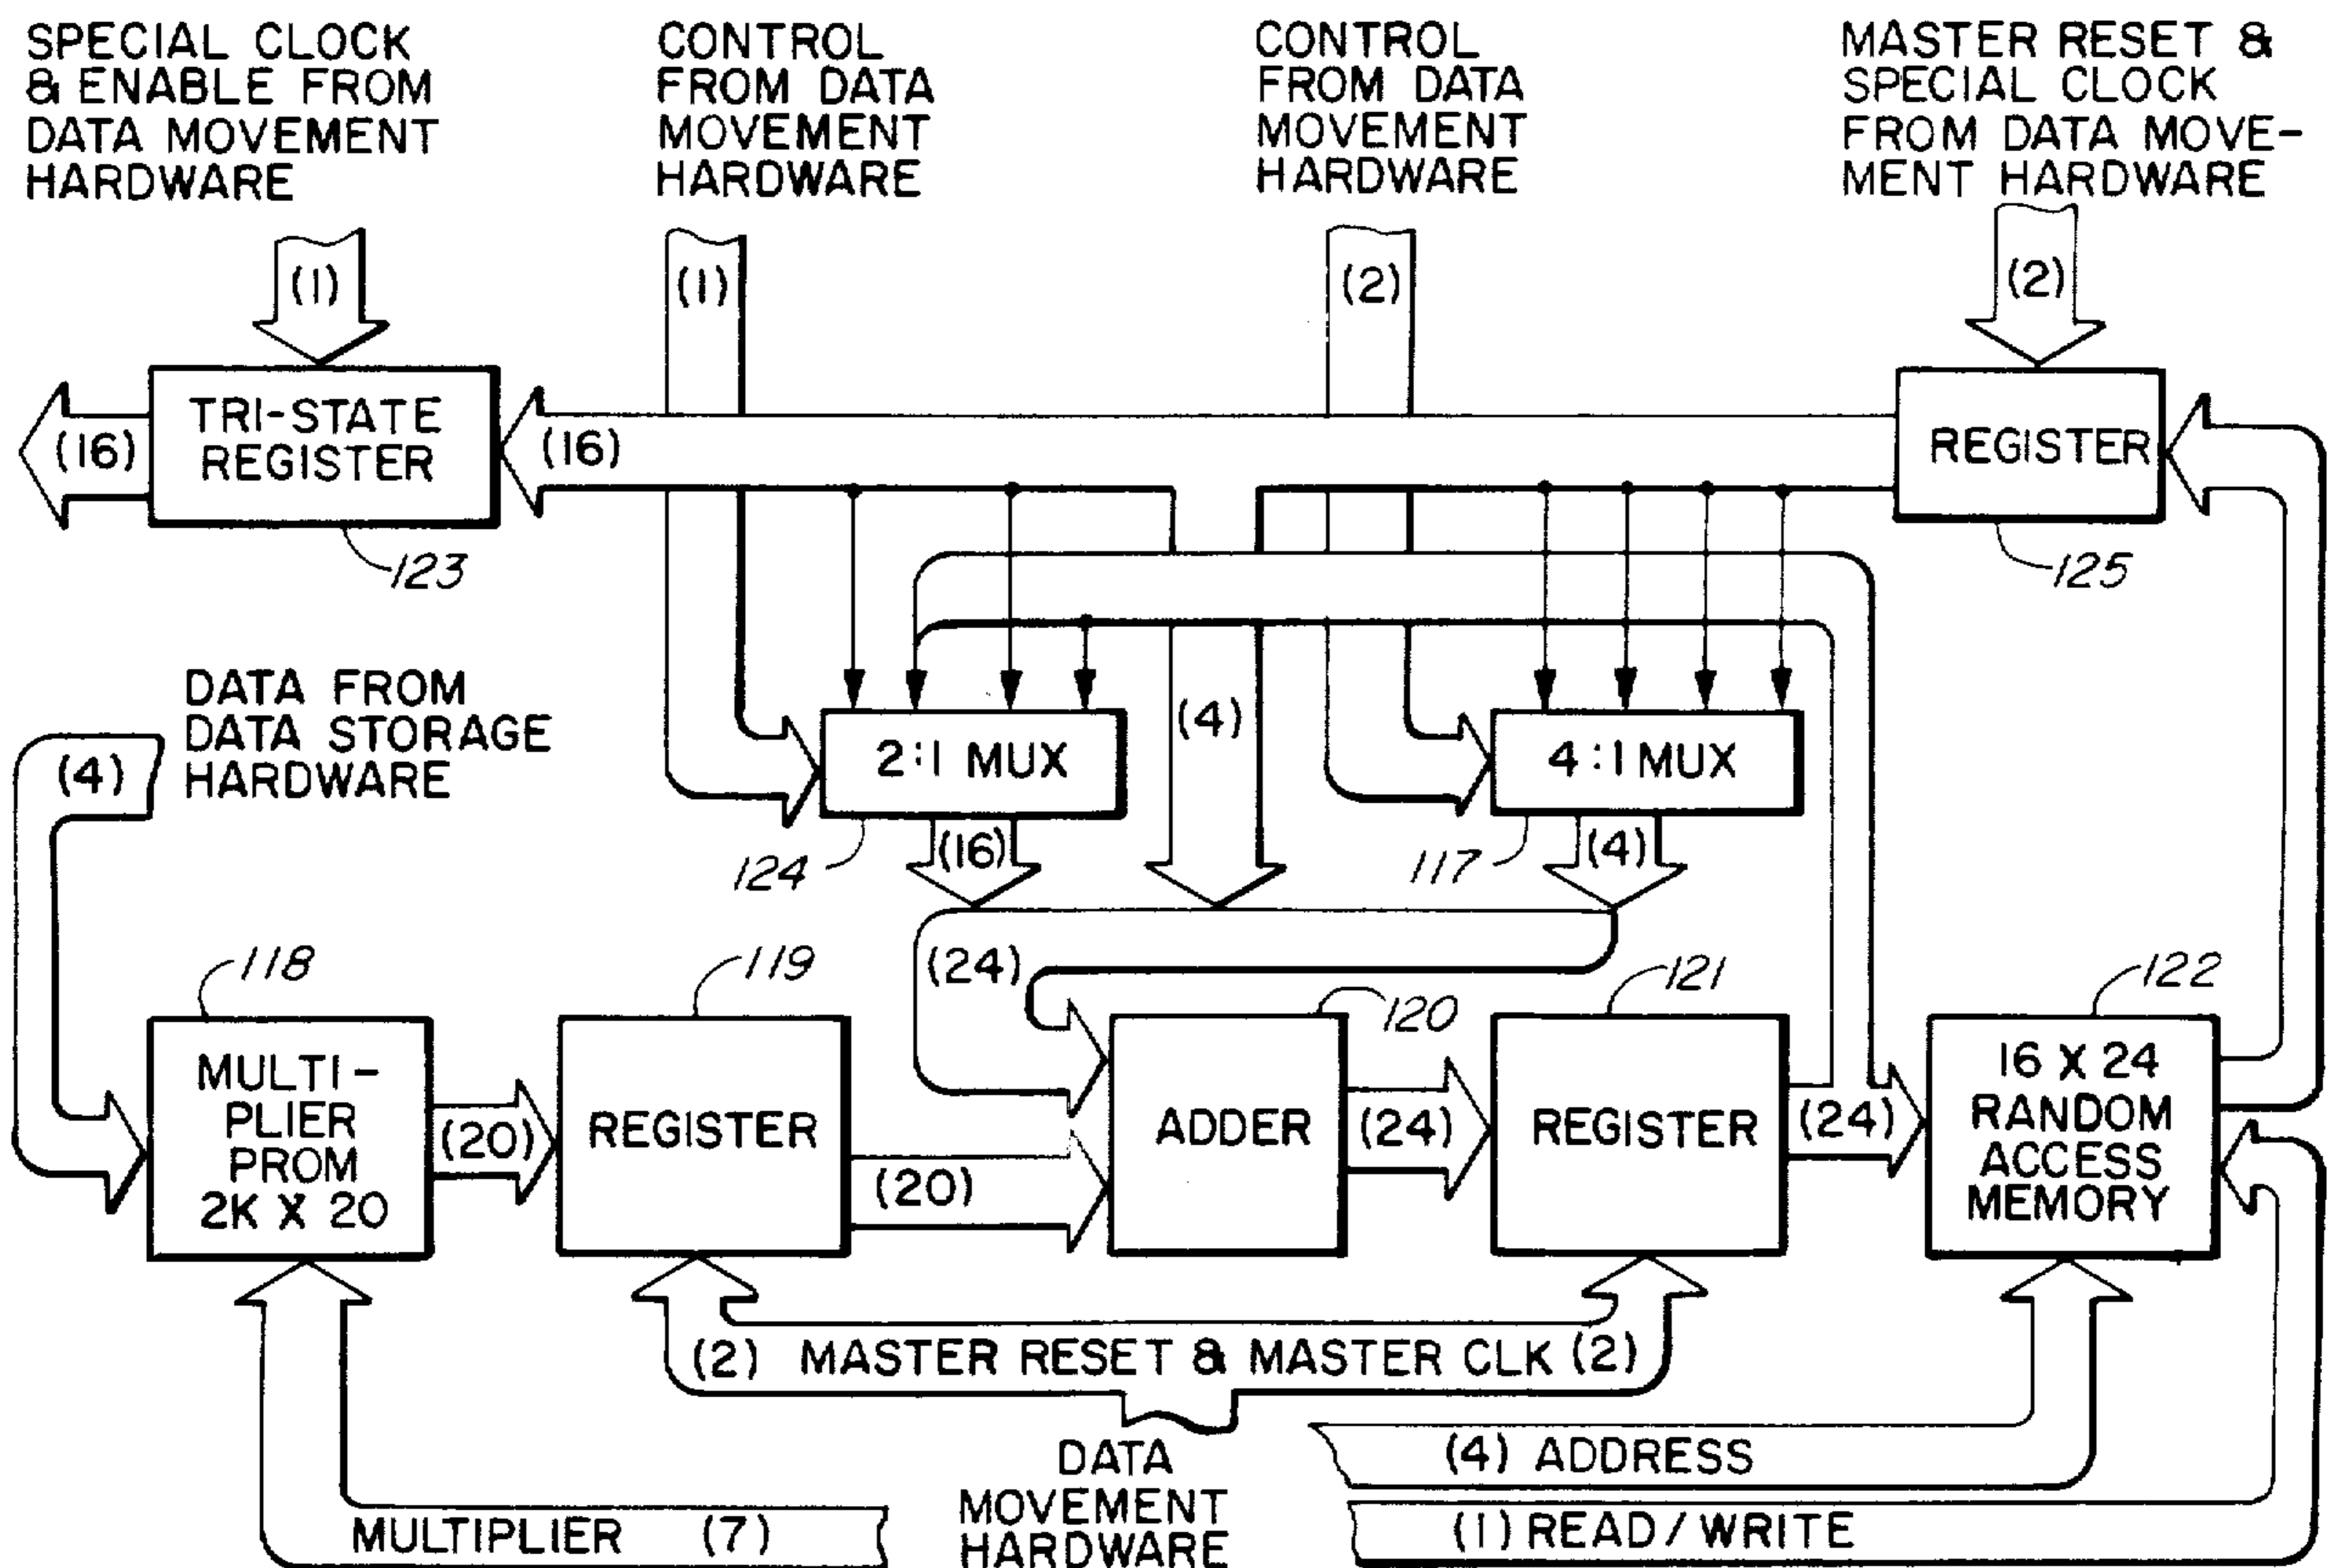 SPECIAL CLOCK
& ENABLE FROM
DATA MOVEMENT
HARDWARE
CONTROL
FROM DATA
MOVEMENT
HARDWARE
CONTROL
FROM DATA
MOVEMENT
HARDWARE
MASTER RESET &
SPECIAL CLOCK
FROM DATA MOVE-
MENT HARDWARE
(1)
(1)
(2)
(2)
(16)
TRI-STATE
REGISTER
(16)
REGISTER
123
125
DATA FROM
DATA STORAGE
HARDWARE
(4)
2:1 MUX
(4)
4:1 MUX
124
(16)
117
(4)
118
119
(24)
120
121
122
MULTI-
PLIER
PROM
2K X 20
(20)
REGISTER
(20)
ADDER
(24)
REGISTER
(24)
16 X 24
RANDOM
ACCESS
MEMORY
(2) MASTER RESET & MASTER CLK (2)
DATA
MOVEMENT
HARDWARE
(4) ADDRESS
MULTIPLIER (7)
(1) READ/WRITE